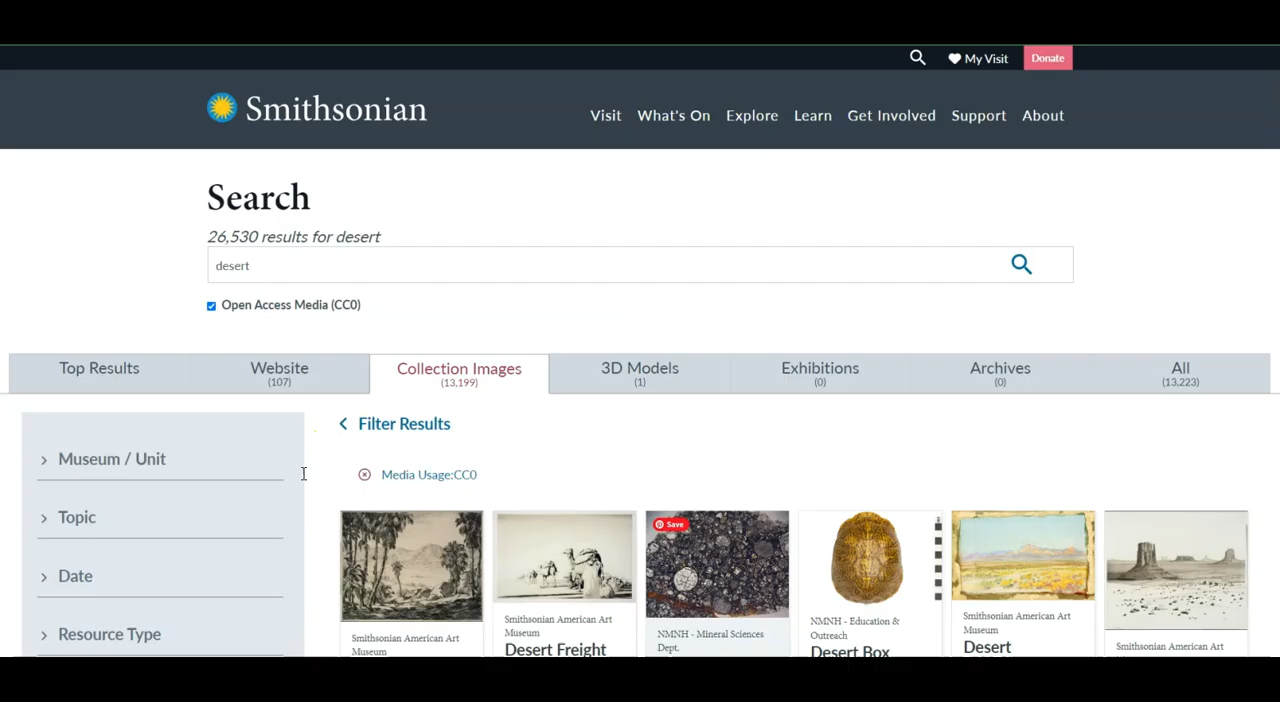 My Visit
Donate
Smithsonian
Visit
What's On
Explore
Learn
Get Involved
Support
About
Search
26,530 results for desert
desert
Open Access Media (CC0)
Top Results
Website
(107)
Collection Images
(13,199)
3D Models
(1)
Exhibitions
(0)
Archives
(0)
All
(13,223)
Filter Results
Media Usage:CC0
Museum / Unit
Topic
Date
Resource Type
Save
Smithsonian American Art
Museum
Smithsonian American Art
Museum
Desert Freight
NMNH - Mineral Sciences
Dept.
NMNH - Education &
Outreach
Desert Box
Smithsonian American Art
Museum
Desert
Smithsonian American Art